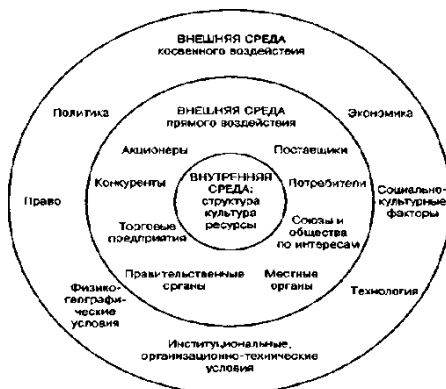 ВНЕШНЯЯ СРЕДА
косвенного воздействия
Политика
Экономика
ВНЕШНЯЯ СРЕДА
прямого воздействия
Акционеры
Поставщики
Конкуренты
ВНУТРЕННЯЯ
СРЕДА:
структура
культура
ресурсы
Потребители
Право
Социально-
культурные
факторы
Торговые
предприятия
Союзы и
общества
по интересам
Правительственные
органы
Местные
органы
Физико-
географи-
ческие
условия
Технология
Институциональные,
организационно-технические
условия